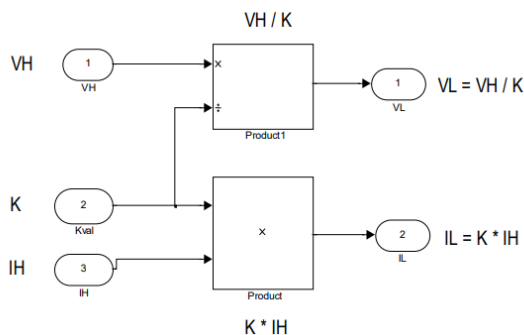 VH / K
VH
1
VH
×
÷
Product1
1
VL
VL = VH / K
K
2
Kval
IH
3
IH
×
Product
2
IL
IL = K * IH
K * IH